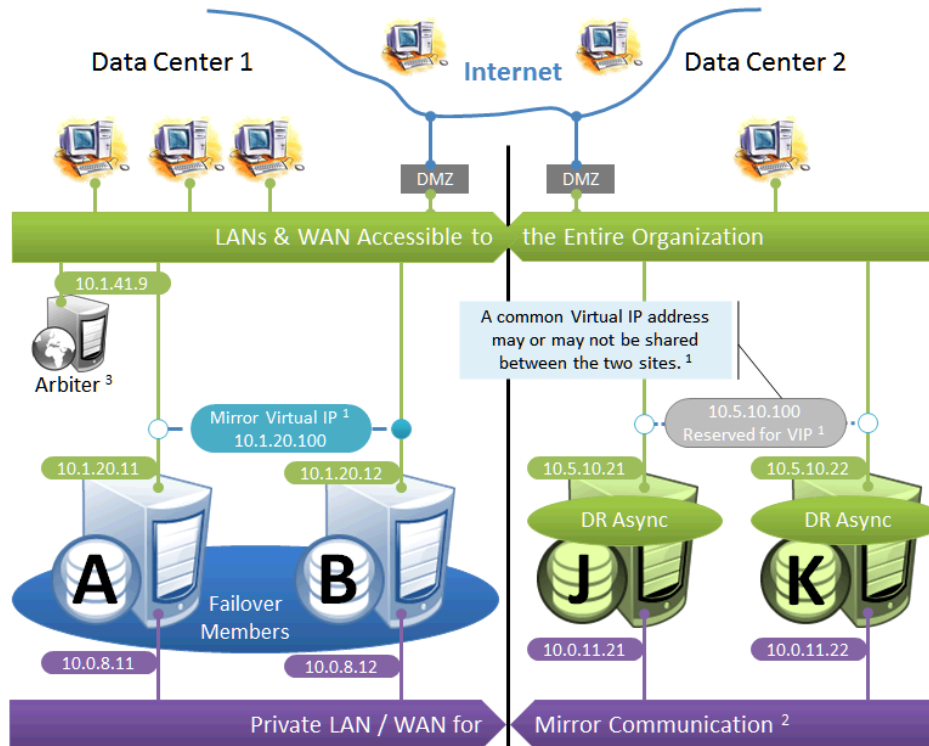 Data Center 1
Internet
Data Center 2
DMZ
DMZ
LANs & WAN Accessible to
the Entire Organization
10.1.41.9
Arbiter ³
A common Virtual IP address
may or may not be shared
between the two sites. ¹
Mirror Virtual IP ¹
10.1.20.100
10.5.10.100
Reserved for VIP ¹
10.1.20.11
10.1.20.12
10.5.10.21
10.5.10.22
DR Async
DR Async
A
B
J
K
Failover
Members
10.0.8.11
10.0.8.12
10.0.11.21
10.0.11.22
Private LAN / WAN for
Mirror Communication ²